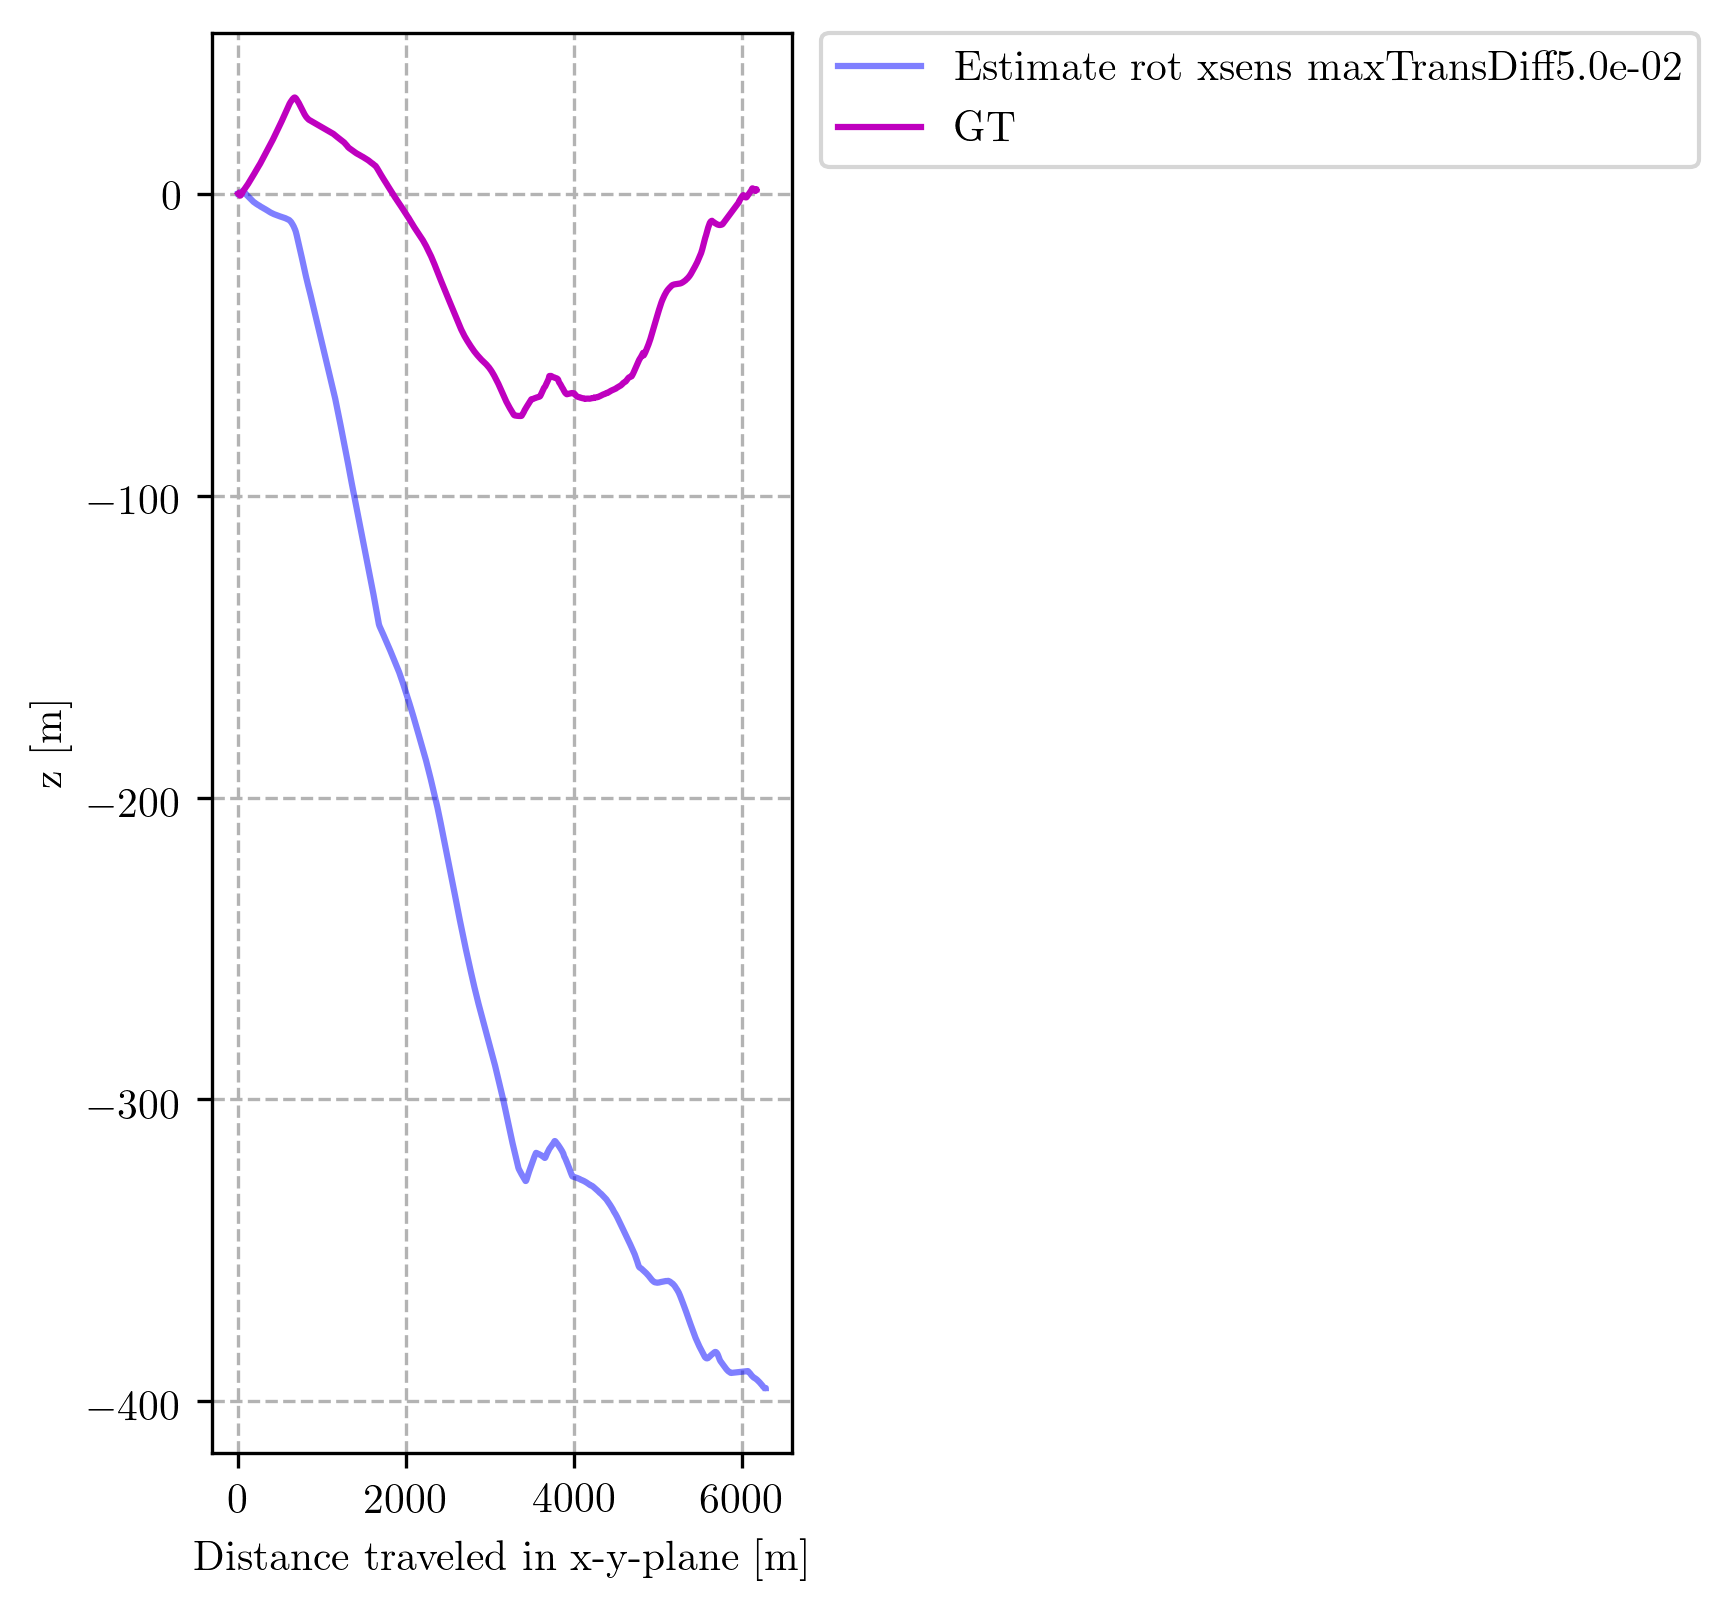 Estimate rot xsens maxTransDiff5.0e-02
GT
0
−100
−200
−300
−400
z [m]
0 2000 4000 6000
Distance traveled in x-y-plane [m]